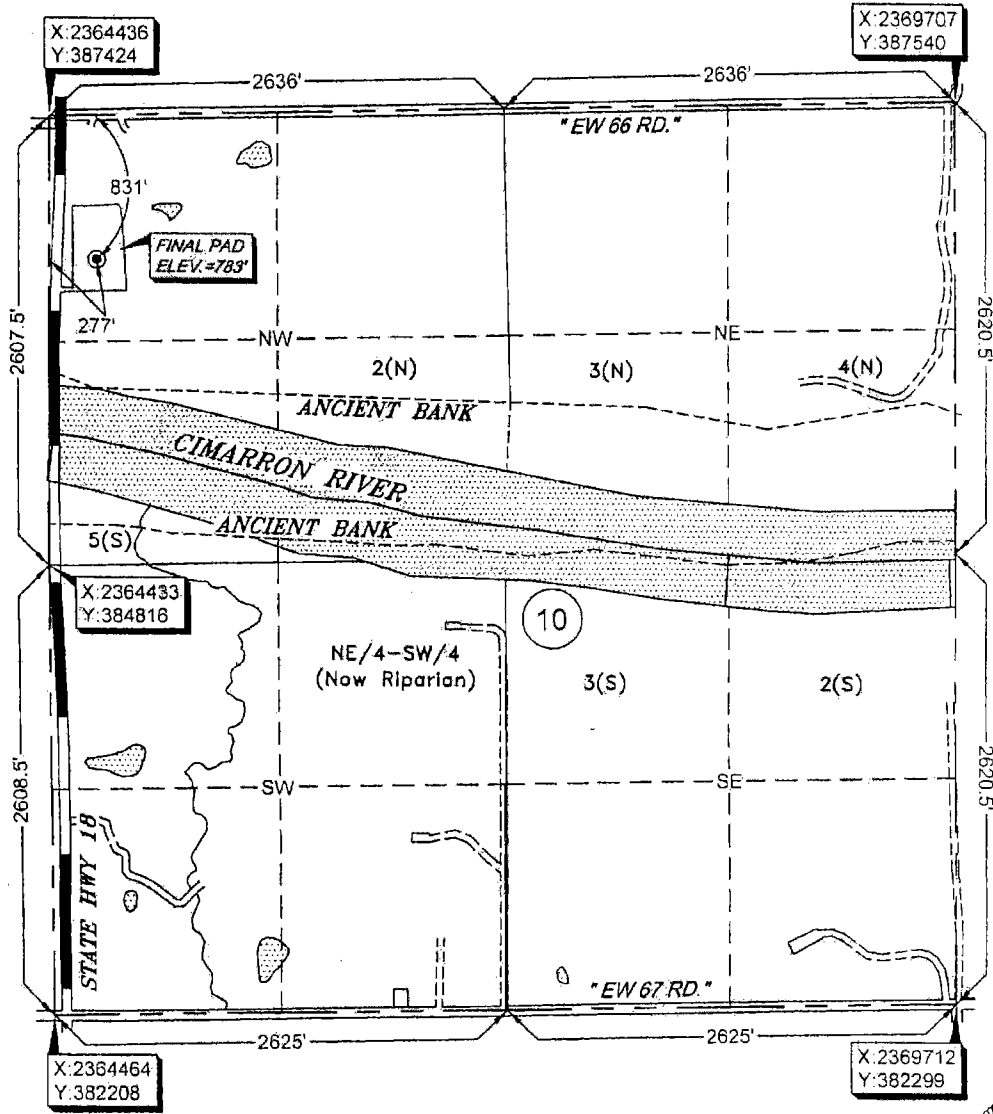 X:2364436
Y:387424
X:2369707
Y:387540
2636'
2636'
"EW 66 RD."
831'
FINAL PAD
ELEV.=783'
277'
2607.5'
2620.5'
NW
NE
2(N)
3(N)
4(N)
ANCIENT BANK
CIMARRON RIVER
ANCIENT BANK
5(S)
X:2364433
Y:384816
10
NE/4-SW/4
(Now Riparian)
3(S)
2(S)
SW
SE
2608.5'
2620.5'
STATE HWY 18
"EW 67 RD."
2625'
2625'
X:2364464
Y:382208
X:2369712
Y:382299